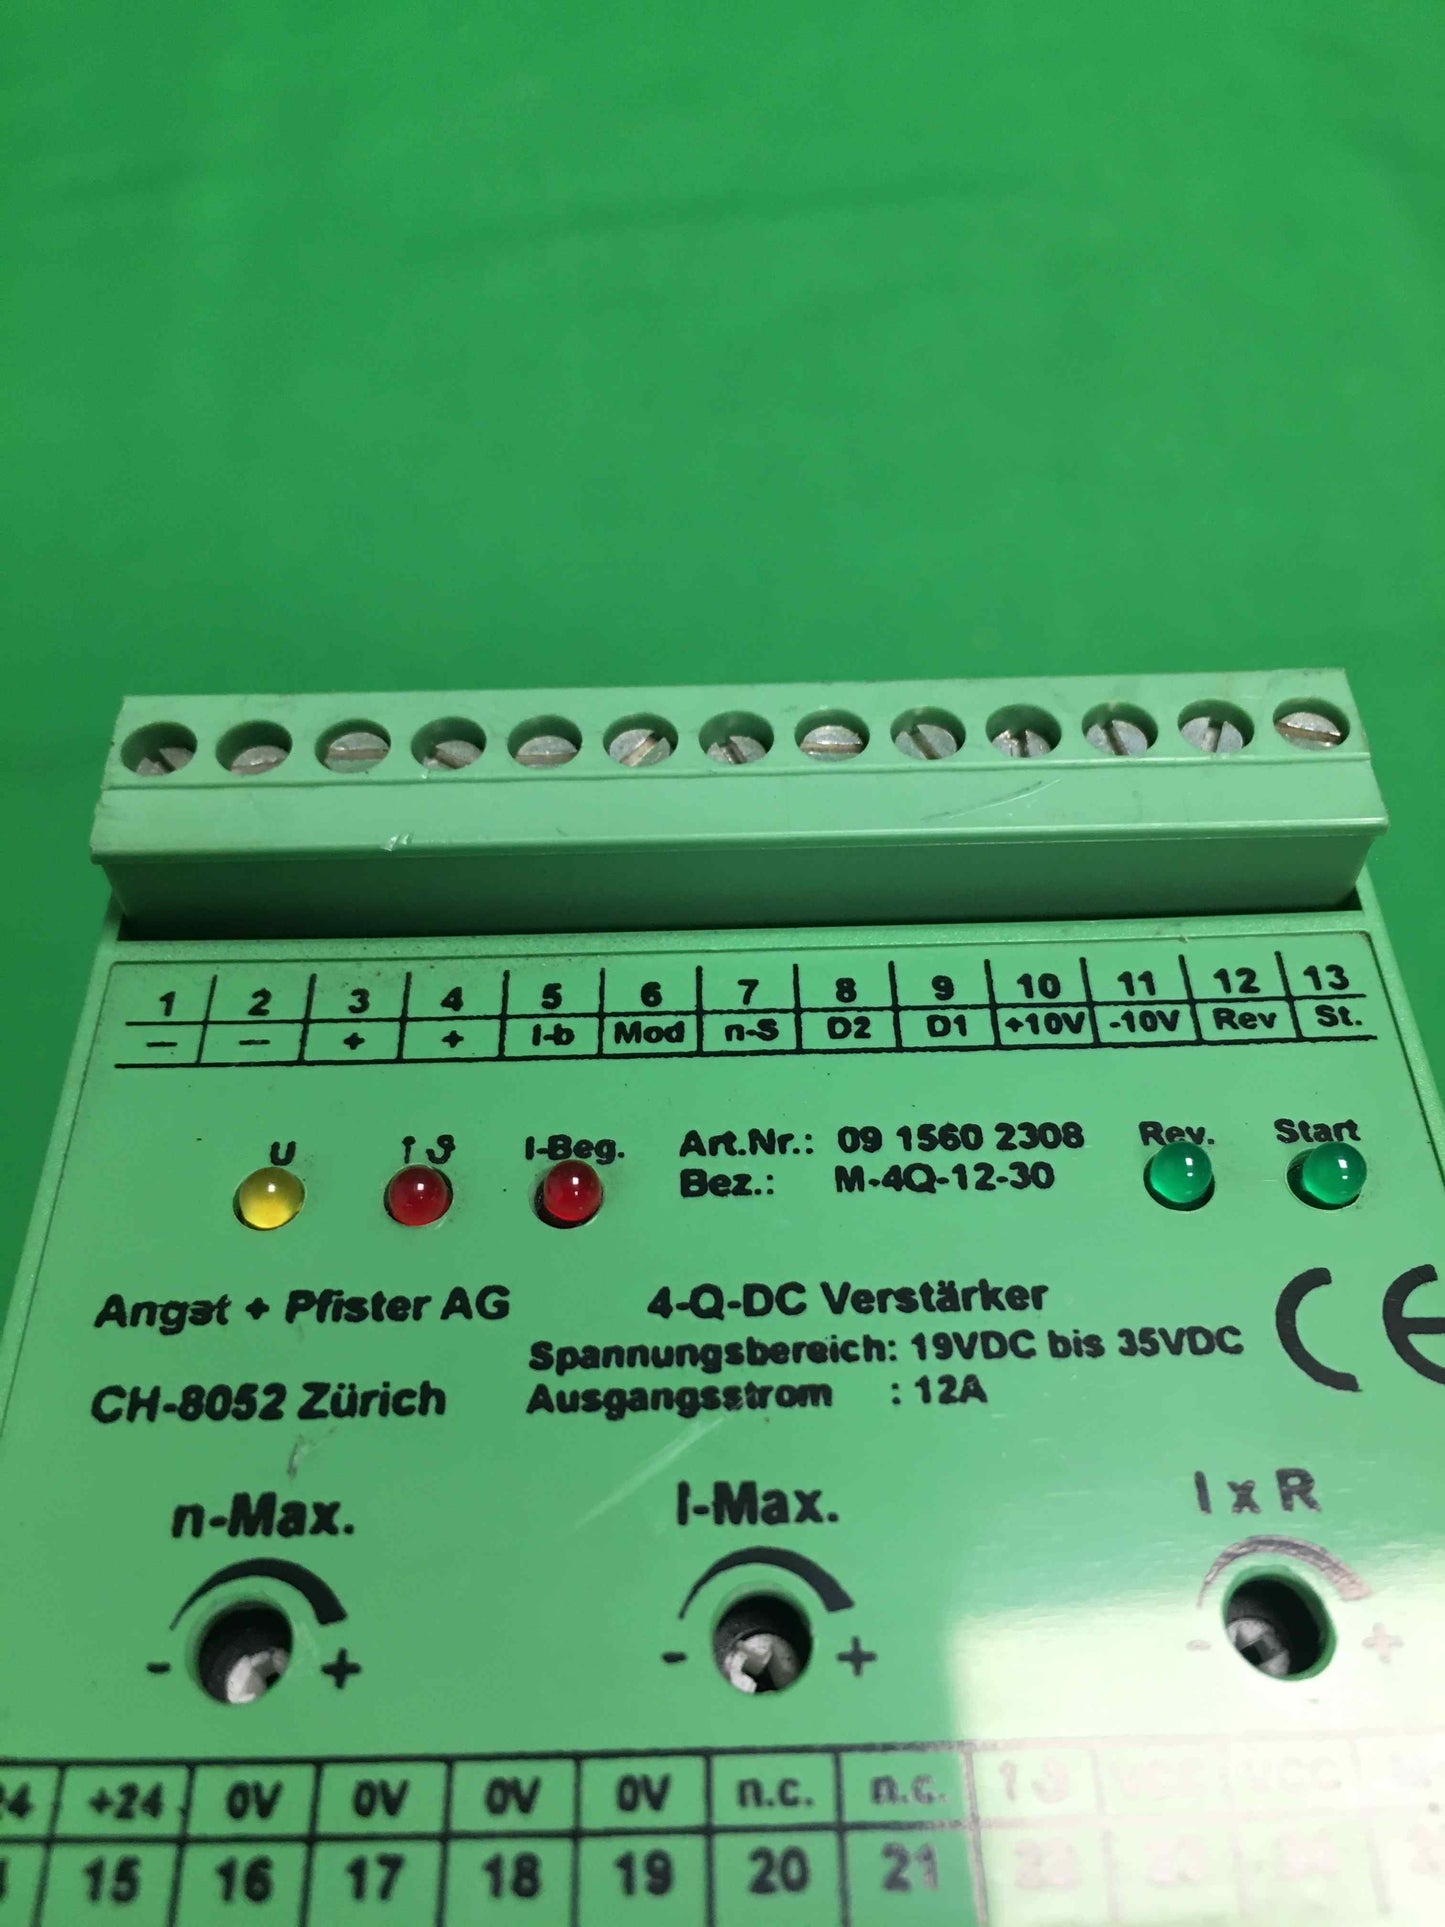 1 2 3 4 5 6 7 8 9 10 11 12 13
— — + + I-b Mod n-S D2 D1 +10V -10V Rev St.
U ↑ϑ I-Beg. Art.Nr.: 09 1560 2308 Rev. Start
Bez.: M-4Q-12-30
Angst + Pfister AG 4-Q-DC Verstärker CE
Spannungsbereich: 19VDC bis 35VDC
CH-8052 Zürich Ausgangsstrom : 12A
n-Max. I-Max. I x R
- + - + - +
+24 0V 0V 0V 0V n.c. n.c. VCC
15 16 17 18 19 20 21 22